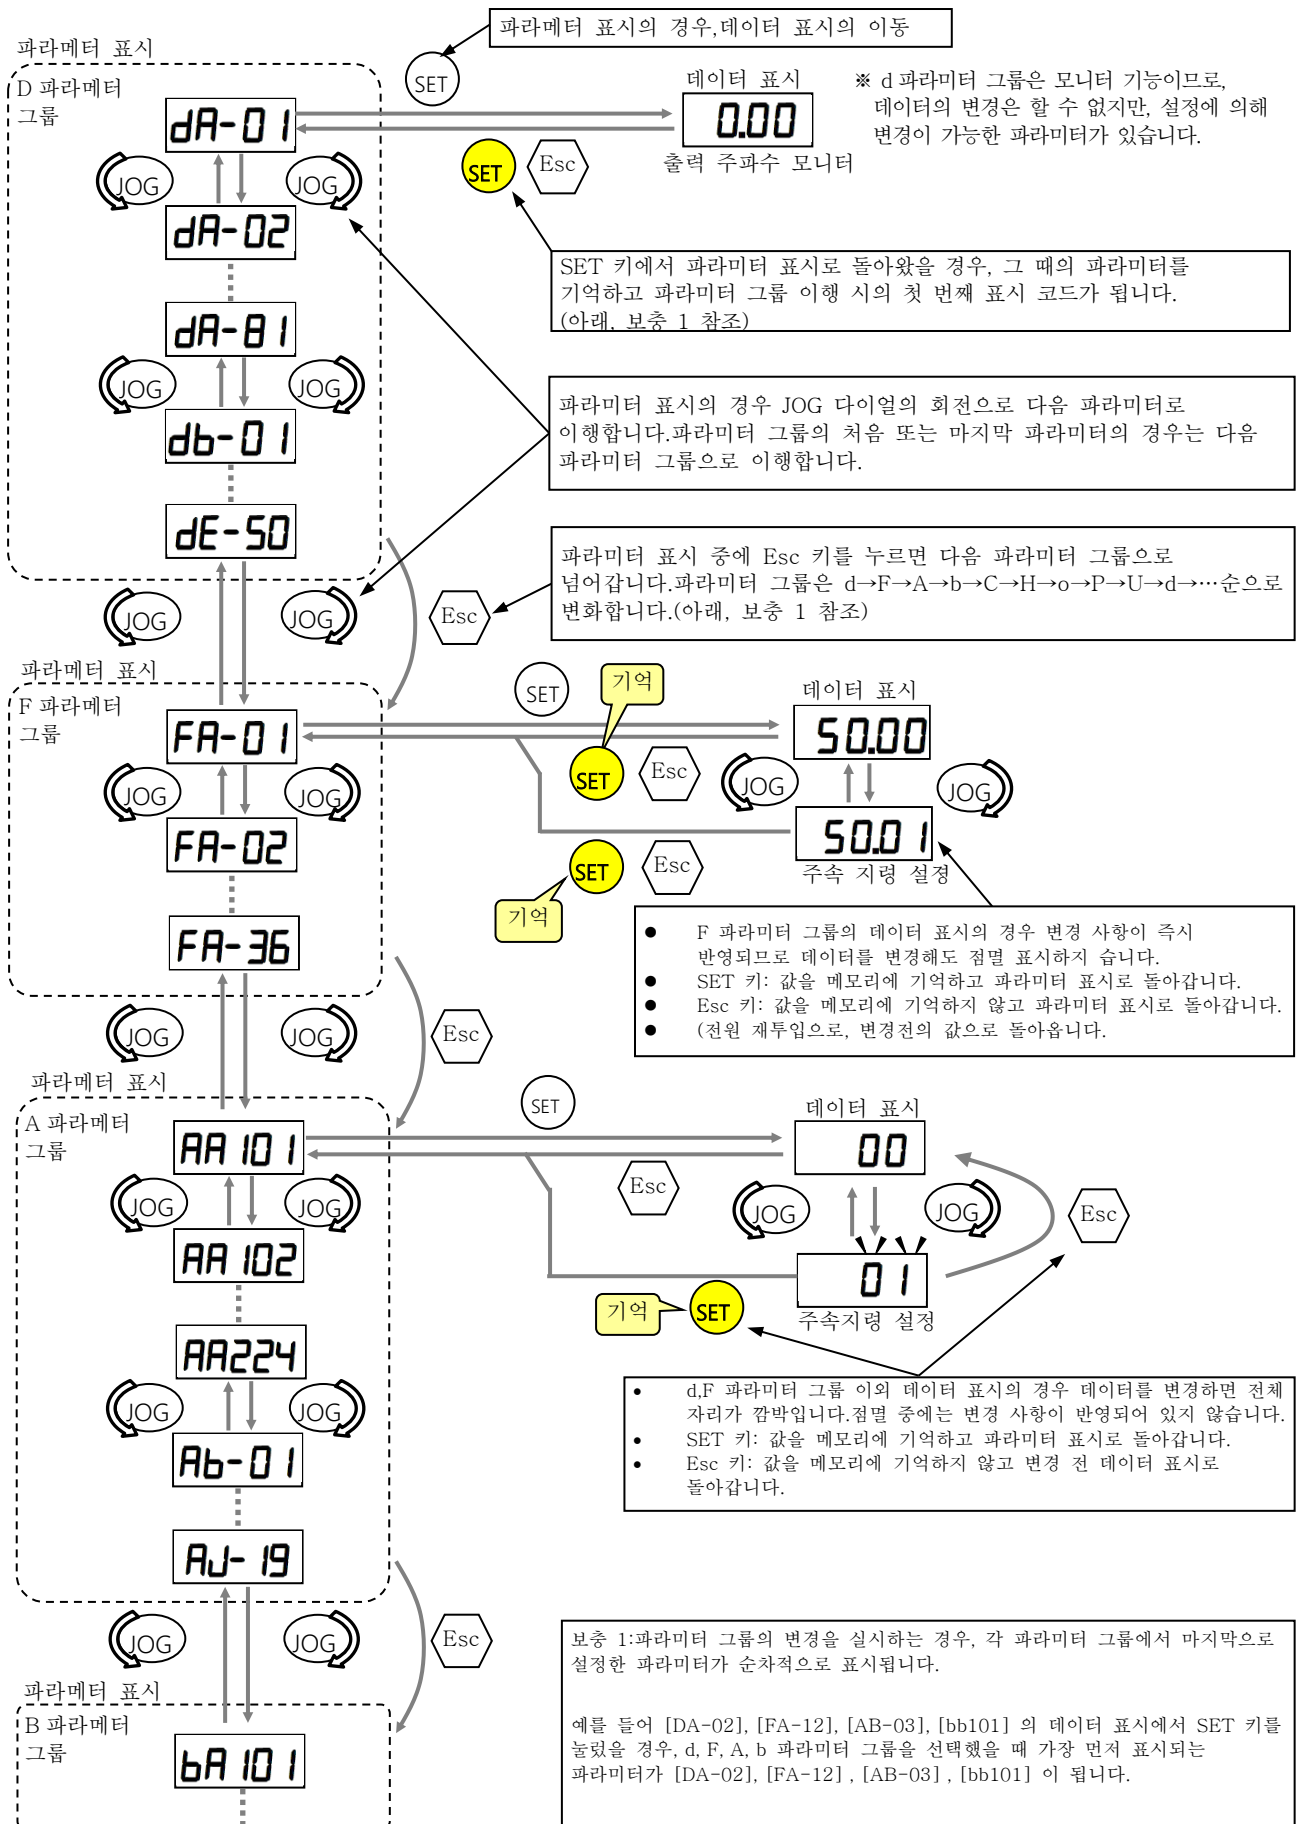 파라메터 표시의 경우,데이터 표시의 이동
파라메터 표시
SET
D 파라메터
그룹
dA-01
데이터 표시
0.00
출력 주파수 모니터
※ d 파라미터 그룹은 모니터 기능이므로,
데이터의 변경은 할 수 없지만, 설정에 의해
변경이 가능한 파라미터가 있습니다.
SET
Esc
JOG
JOG
dA-02
SET 키에서 파라미터 표시로 돌아왔을 경우, 그 때의 파라미터를
기억하고 파라미터 그룹 이행 시의 첫 번째 표시 코드가 됩니다.
(아래, 보충 1 참조)
dA-81
JOG
JOG
db-01
파라미터 표시의 경우 JOG 다이얼의 회전으로 다음 파라미터로
이행합니다.파라미터 그룹의 처음 또는 마지막 파라미터의 경우는 다음
파라미터 그룹으로 이행합니다.
dE-50
파라미터 표시 중에 Esc 키를 누르면 다음 파라미터 그룹으로
넘어갑니다.파라미터 그룹은 d→F→A→b→C→H→o→P→U→d→…순으로
변화합니다.(아래, 보충 1 참조)
JOG
JOG
Esc
파라메터 표시
F 파라메터
그룹
SET
기억
데이터 표시
FA-01
50.00
SET
Esc
JOG
JOG
JOG
JOG
FA-02
50.01
주속 지령 설졍
SET
Esc
기억
FA-36
● F 파라미터 그룹의 데이터 표시의 경우 변경 사항이 즉시
반영되므로 데이터를 변경해도 점멸 표시하지 습니다.
● SET 키: 값을 메모리에 기억하고 파라미터 표시로 돌아갑니다.
● Esc 키: 값을 메모리에 기억하지 않고 파라미터 표시로 돌아갑니다.
● (전원 재투입으로, 변경전의 값으로 돌아옵니다.
JOG
JOG
Esc
파라메터 표시
A 파라메터
그룹
SET
데이터 표시
AA101
00
Esc
JOG
JOG
JOG
JOG
Esc
AA102
01
주속지령 설정
기억
SET
AA224
JOG
JOG
Ab-01
• d,F 파라미터 그룹 이외 데이터 표시의 경우 데이터를 변경하면 전체
자리가 깜박입니다.점멸 중에는 변경 사항이 반영되어 있지 않습니다.
• SET 키: 값을 메모리에 기억하고 파라미터 표시로 돌아갑니다.
• Esc 키: 값을 메모리에 기억하지 않고 변경 전 데이터 표시로
돌아갑니다.
AJ-19
JOG
JOG
Esc
파라메터 표시
B 파라메터
그룹
bA101
보충 1:파라미터 그룹의 변경을 실시하는 경우, 각 파라미터 그룹에서 마지막으로
설정한 파라미터가 순차적으로 표시됩니다.
예를 들어 [DA-02], [FA-12], [AB-03], [bb101] 의 데이터 표시에서 SET 키를
눌렀을 경우, d, F, A, b 파라미터 그룹을 선택했을 때 가장 먼저 표시되는
파라미터가 [DA-02], [FA-12] , [AB-03] , [bb101] 이 됩니다.